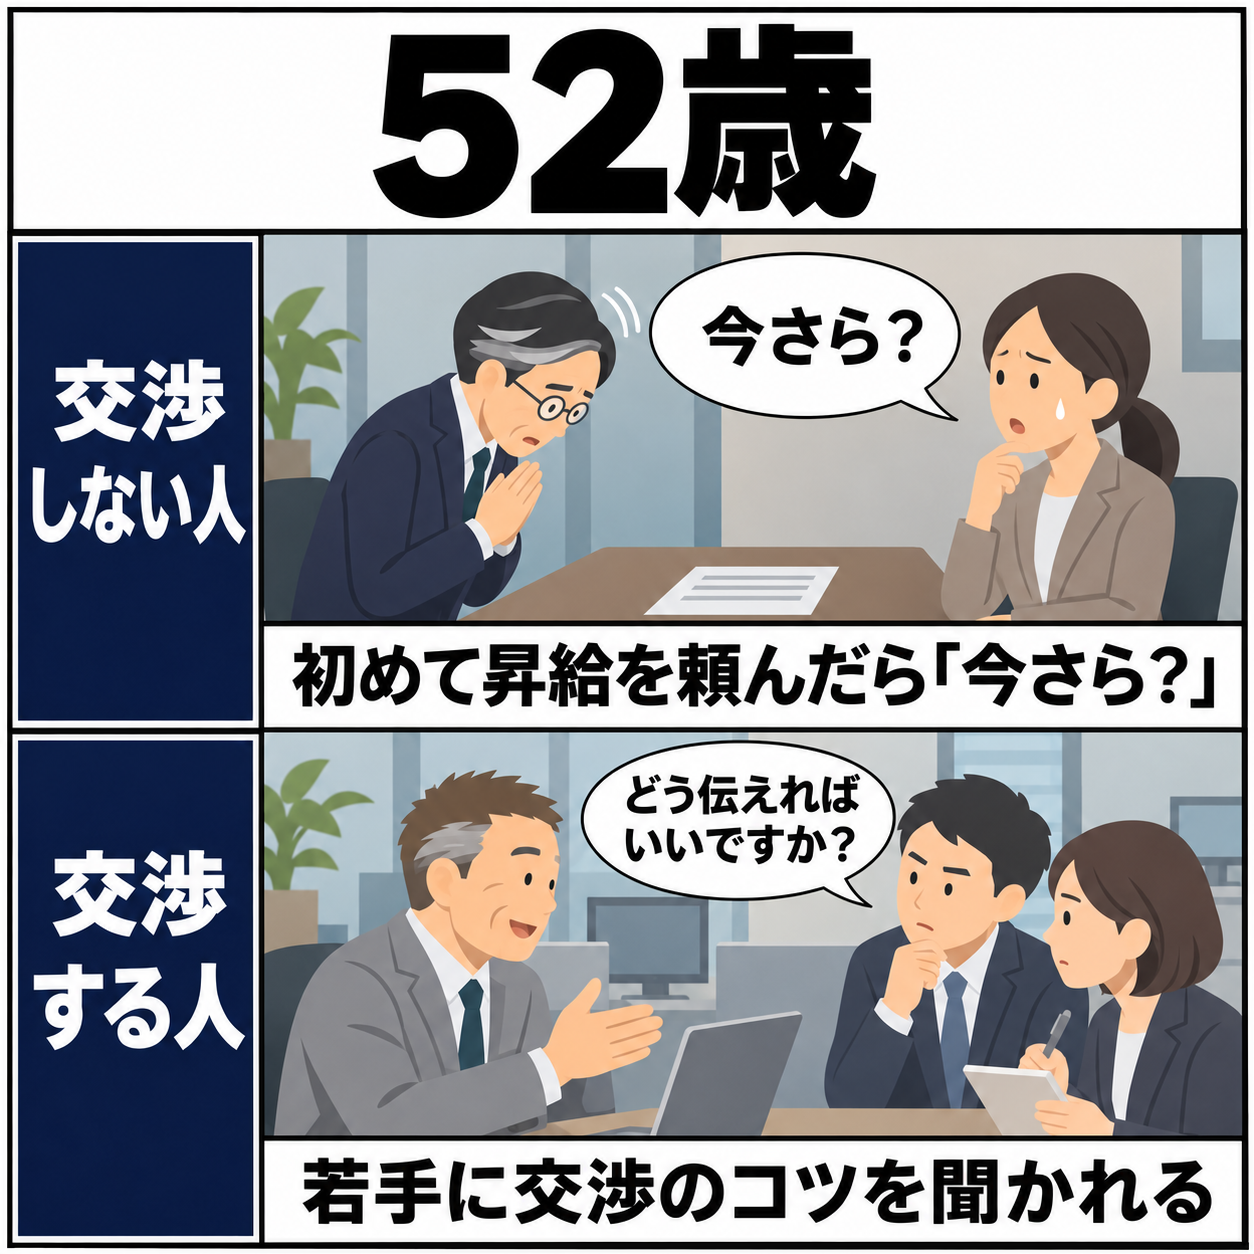 52歳
交渉
しない人
今さら?
初めて昇給を頼んだら「今さら?」
交渉
する人
どう伝えれば
いいですか?
若手に交渉のコツを聞かれる